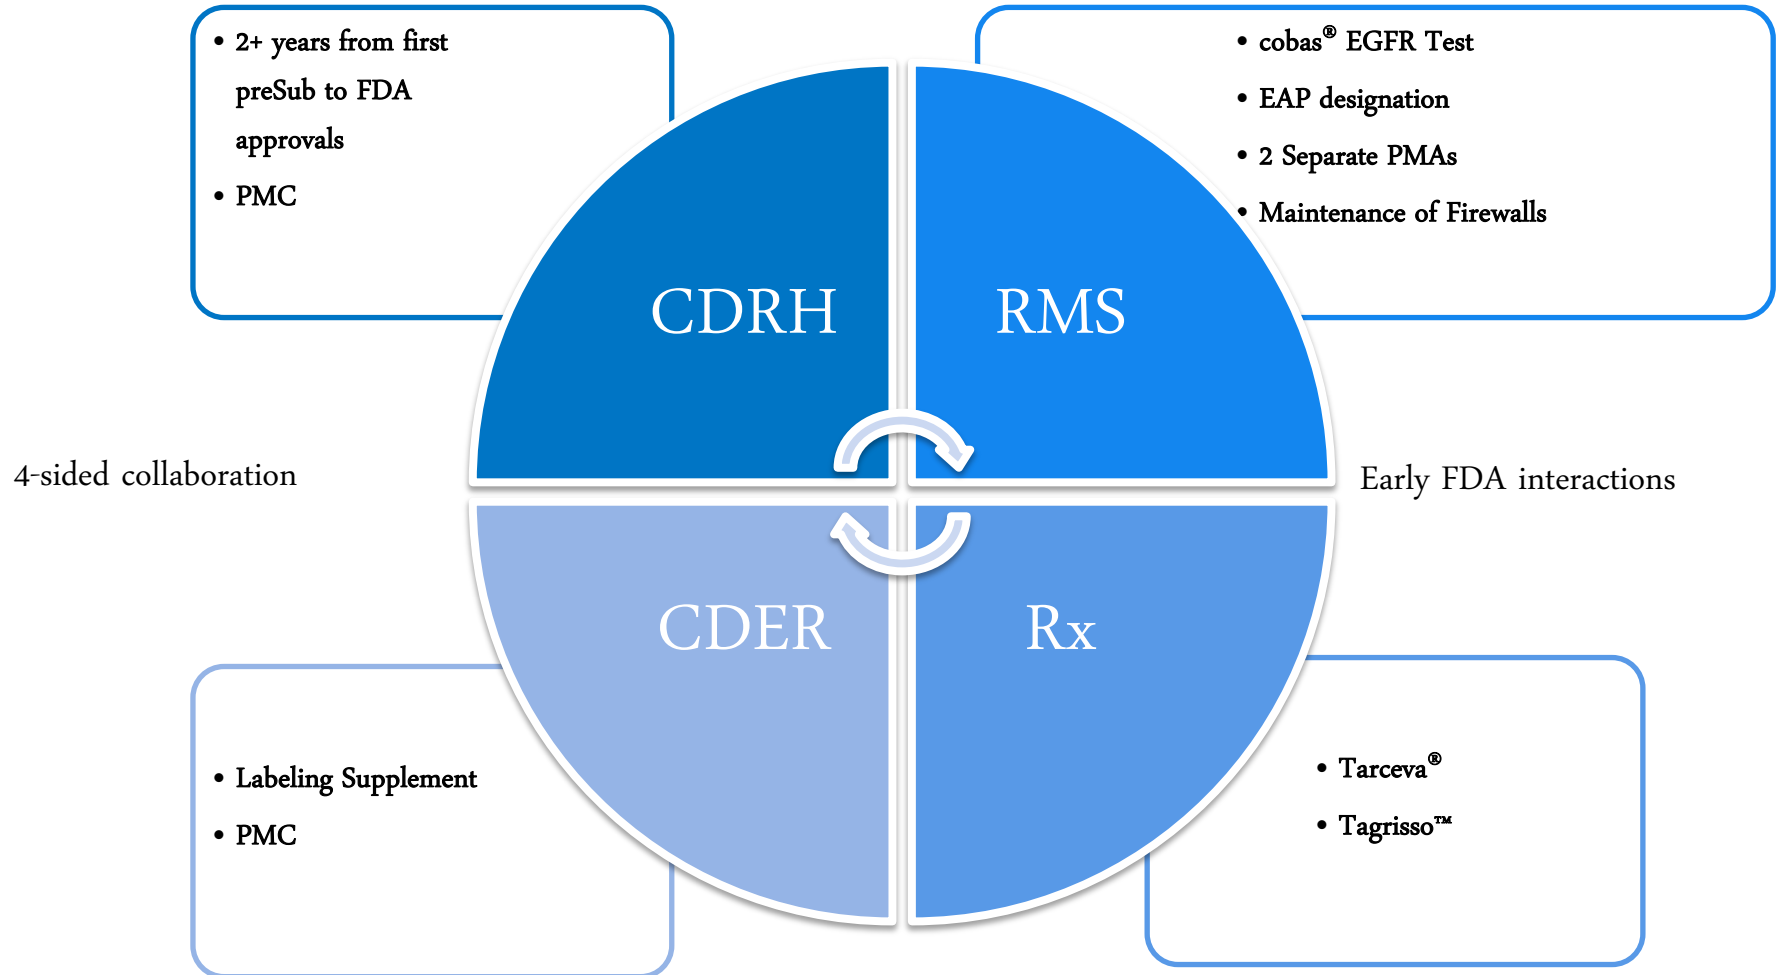 • 2+ years from first
preSub to FDA
approvals
• PMC
• cobas® EGFR Test
• EAP designation
• 2 Separate PMAs
• Maintenance of Firewalls
CDRH
RMS
4-sided collaboration
Early FDA interactions
CDER
Rx
• Labeling Supplement
• PMC
• Tarceva®
• Tagrisso™